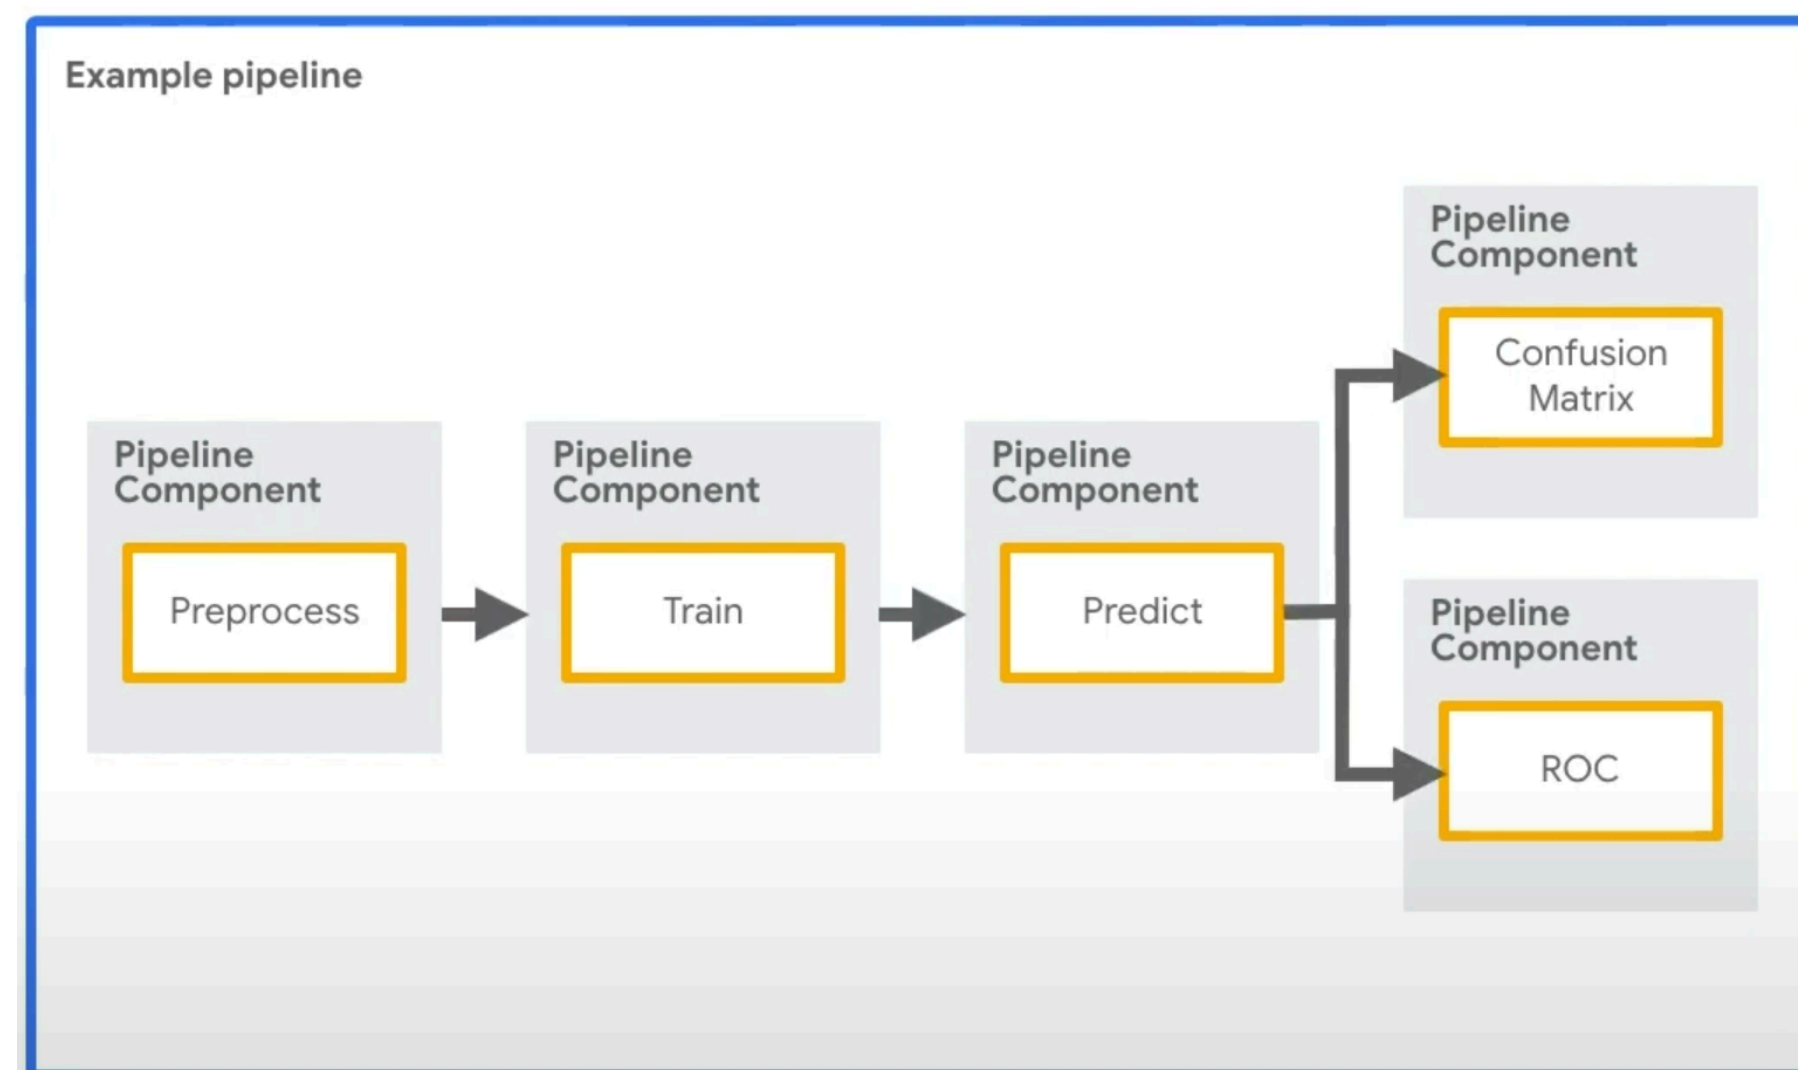 Example pipeline
Pipeline
Component
Preprocess
Pipeline
Component
Train
Pipeline
Component
Predict
Pipeline
Component
Confusion
Matrix
Pipeline
Component
ROC